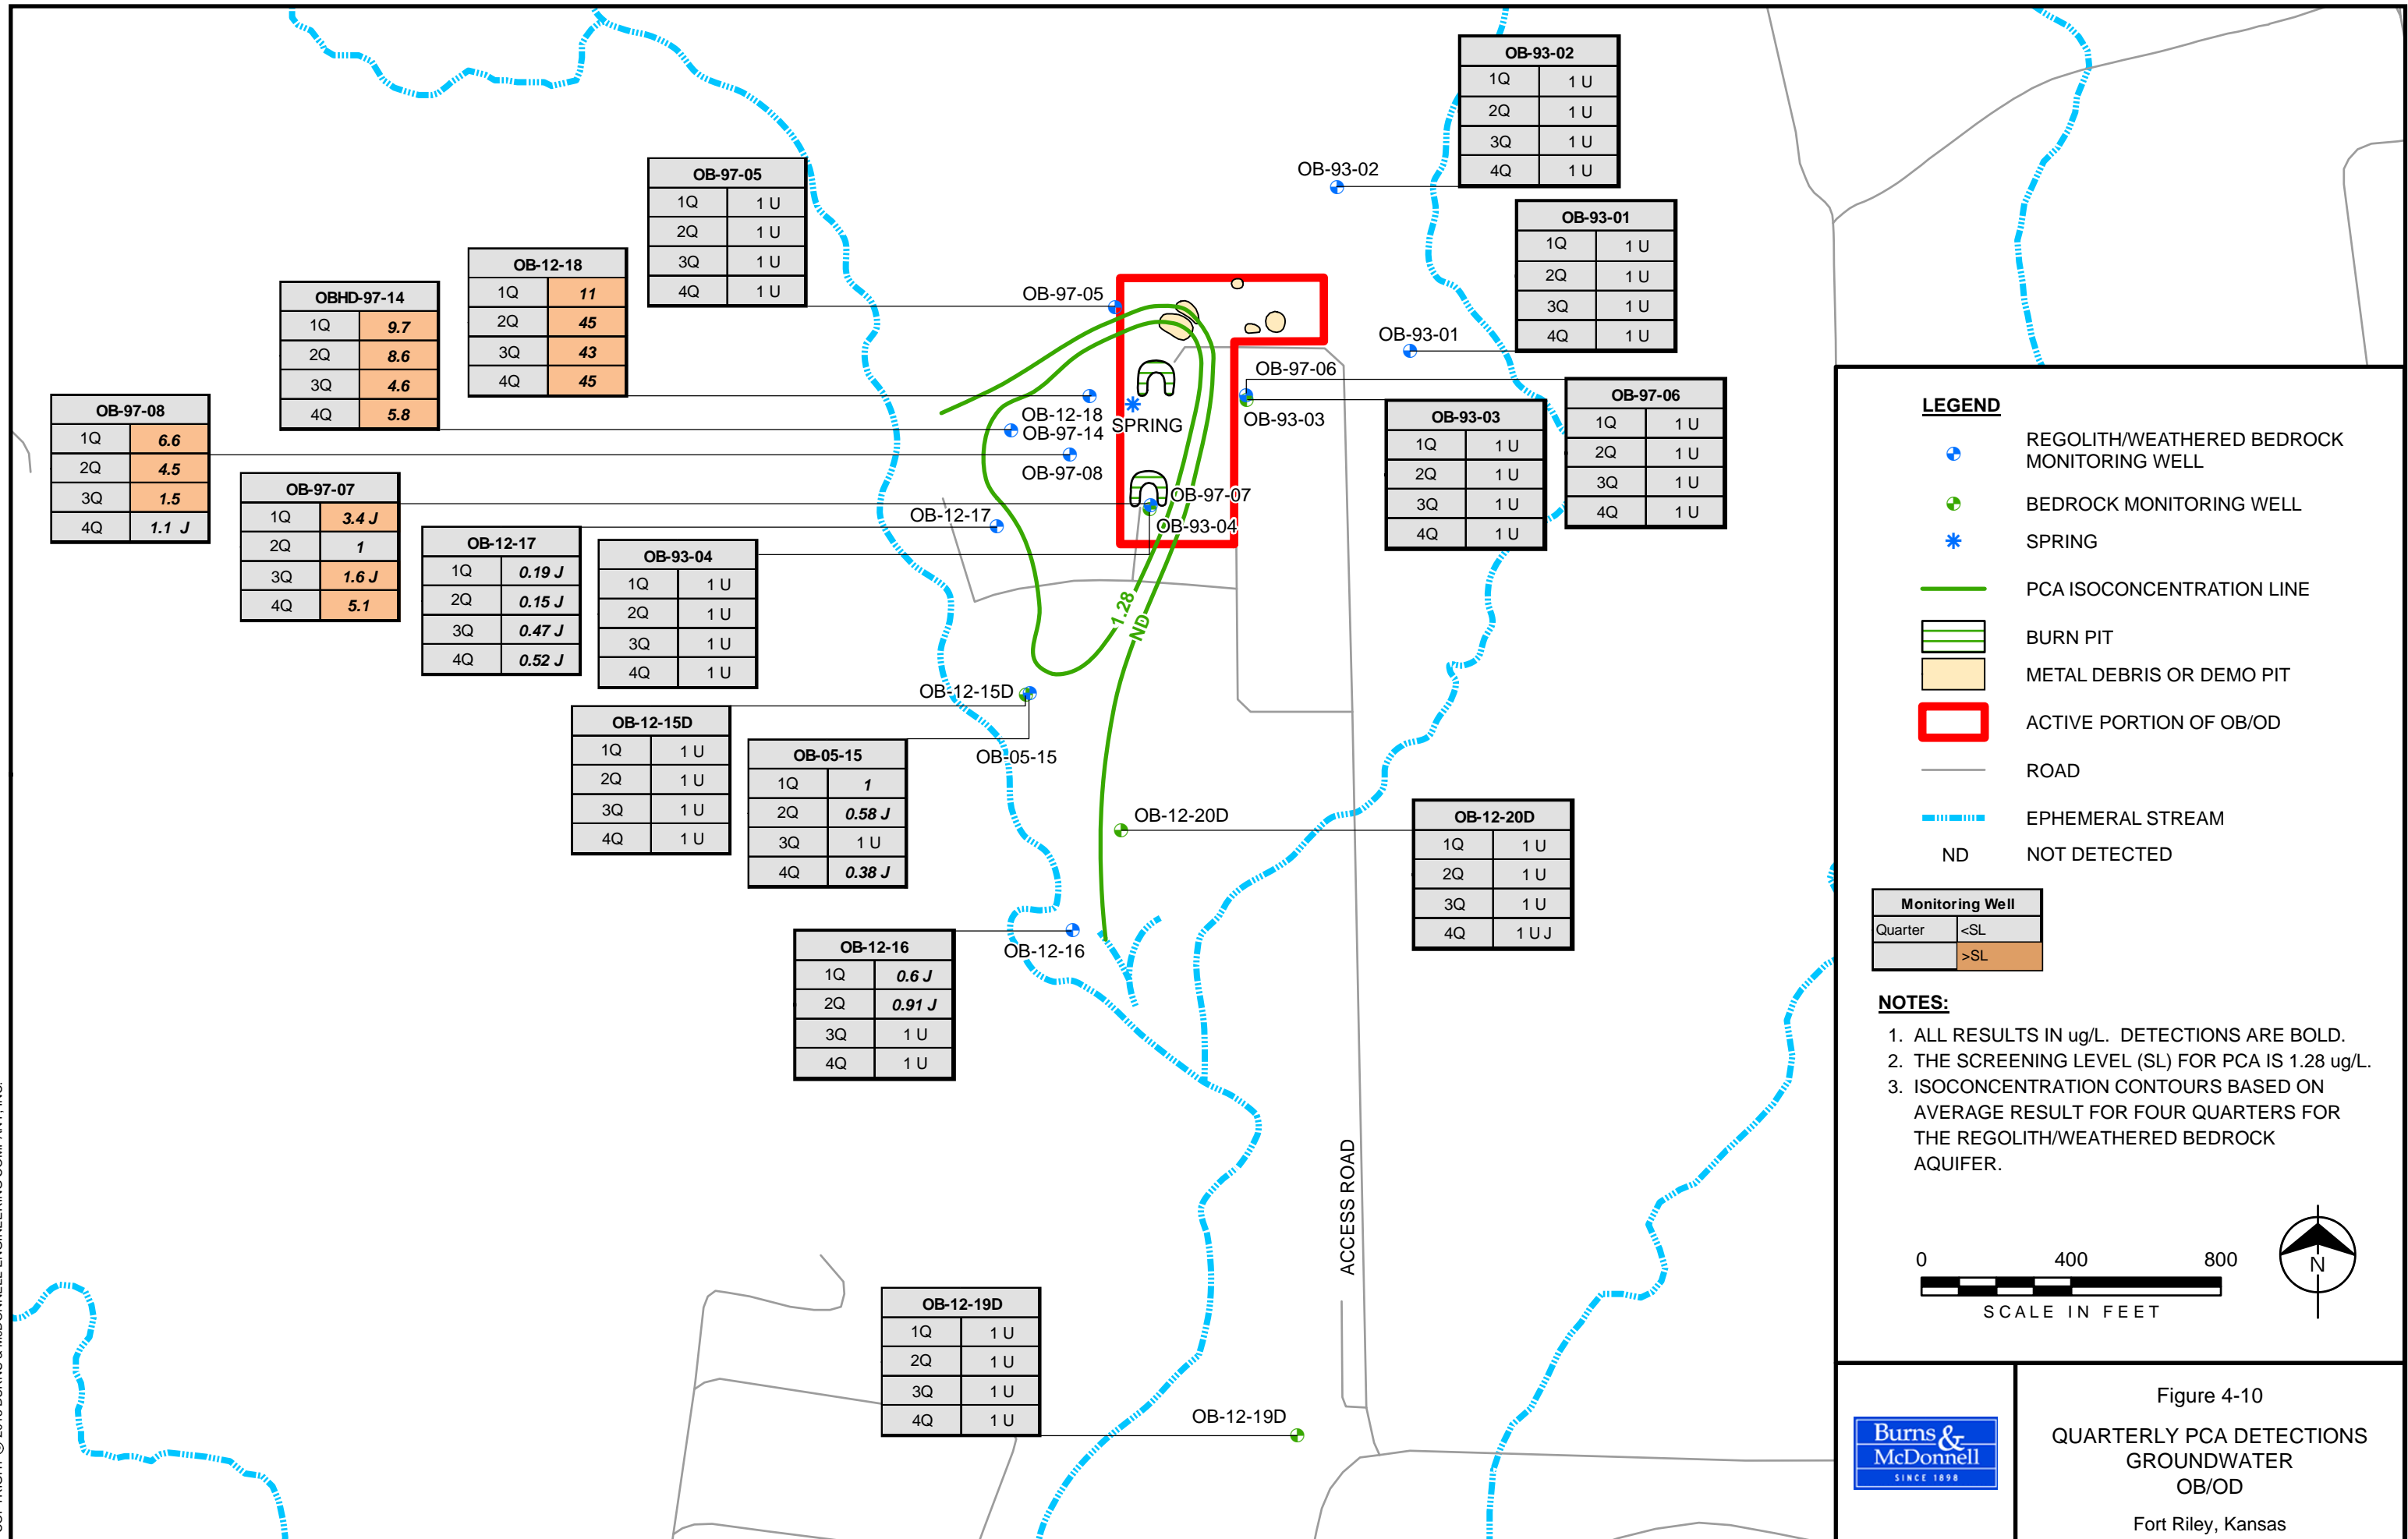 OB-93-02
1Q 1 U
2Q 1 U
3Q 1 U
4Q 1 U
OB-93-02
OB-97-05
1Q 1 U
2Q 1 U
3Q 1 U
4Q 1 U
OB-97-05
OB-93-01
1Q 1 U
2Q 1 U
3Q 1 U
4Q 1 U
OB-93-01
OB-12-18
1Q 11
2Q 45
3Q 43
4Q 45
OB-12-18
OBHD-97-14
1Q 9.7
2Q 8.6
3Q 4.6
4Q 5.8
OB-97-14
SPRING
OB-97-08
1Q 6.6
2Q 4.5
3Q 1.5
4Q 1.1 J
OB-97-08
OB-97-06
OB-93-03
OB-93-03
1Q 1 U
2Q 1 U
3Q 1 U
4Q 1 U
OB-97-06
1Q 1 U
2Q 1 U
3Q 1 U
4Q 1 U
OB-97-07
1Q 3.4 J
2Q 1
3Q 1.6 J
4Q 5.1
OB-97-07
OB-93-04
OB-12-17
OB-12-17
1Q 0.19 J
2Q 0.15 J
3Q 0.47 J
4Q 0.52 J
OB-93-04
1Q 1 U
2Q 1 U
3Q 1 U
4Q 1 U
1.28
ND
OB-12-15D
OB-12-15D
1Q 1 U
2Q 1 U
3Q 1 U
4Q 1 U
OB-05-15
OB-05-15
1Q 1
2Q 0.58 J
3Q 1 U
4Q 0.38 J
OB-12-20D
OB-12-20D
1Q 1 U
2Q 1 U
3Q 1 U
4Q 1 U J
OB-12-16
OB-12-16
1Q 0.6 J
2Q 0.91 J
3Q 1 U
4Q 1 U
ACCESS ROAD
OB-12-19D
1Q 1 U
2Q 1 U
3Q 1 U
4Q 1 U
OB-12-19D
LEGEND
REGOLITH/WEATHERED BEDROCK
MONITORING WELL
BEDROCK MONITORING WELL
SPRING
PCA ISOCONCENTRATION LINE
BURN PIT
METAL DEBRIS OR DEMO PIT
ACTIVE PORTION OF OB/OD
ROAD
EPHEMERAL STREAM
ND NOT DETECTED
Monitoring Well
Quarter <SL
>SL
NOTES:
1. ALL RESULTS IN ug/L. DETECTIONS ARE BOLD.
2. THE SCREENING LEVEL (SL) FOR PCA IS 1.28 ug/L.
3. ISOCONCENTRATION CONTOURS BASED ON
AVERAGE RESULT FOR FOUR QUARTERS FOR
THE REGOLITH/WEATHERED BEDROCK
AQUIFER.
0 400 800
SCALE IN FEET
N
Burns &
McDonnell
SINCE 1898
Figure 4-10
QUARTERLY PCA DETECTIONS
GROUNDWATER
OB/OD
Fort Riley, Kansas